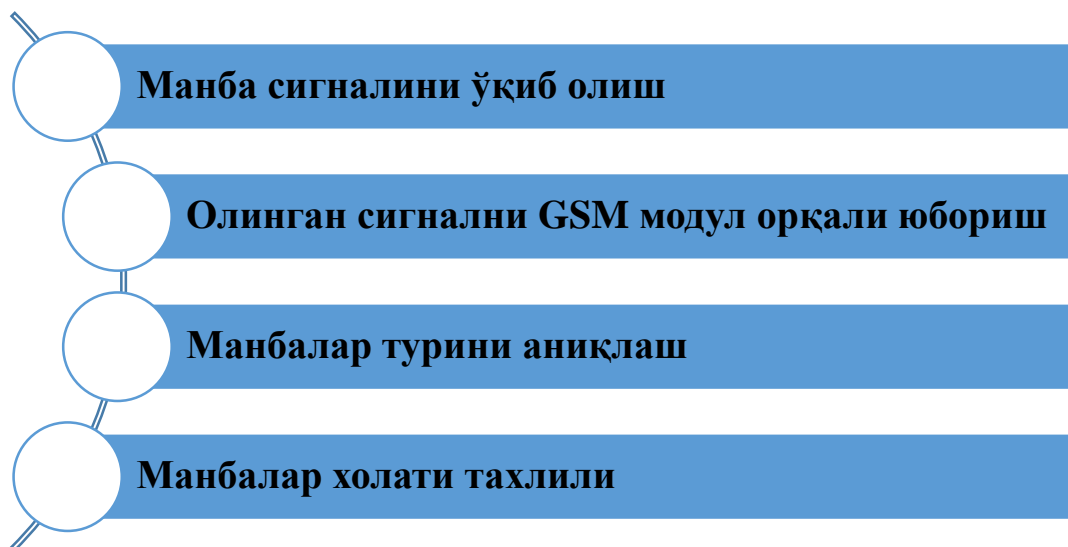 Манба сигналини ўқиб олиш
Олинган сигнални GSM модул орқали юбориш
Манбалар турини аниқлаш
Манбалар холати тахлили